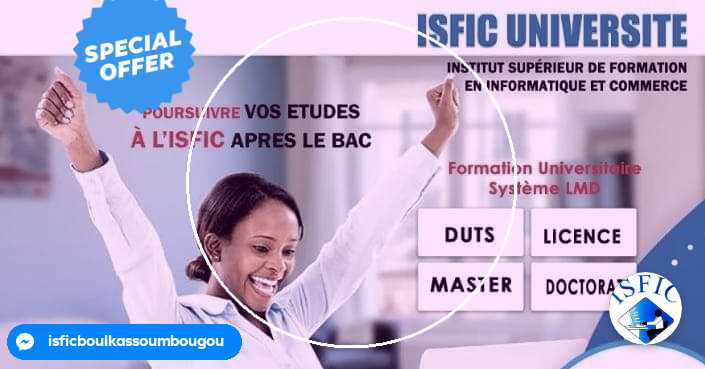 SPECIAL
OFFER
ISFIC UNIVERSITE
INSTITUT SUPÉRIEUR DE FORMATION
EN INFORMATIQUE ET COMMERCE
POURSUIVRE VOS ETUDES
À L'ISFIC APRES LE BAC
Formation Universitaire
Système LMD
DUTS
LICENCE
MASTER
DOCTORA
ISFIC
isficboulkassoumbougou